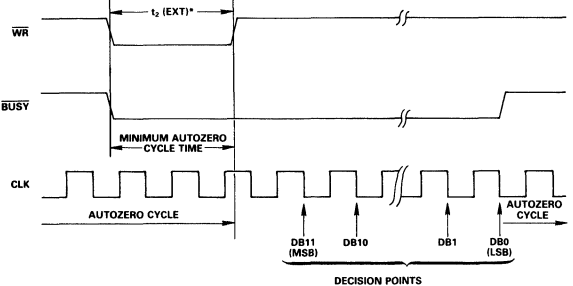 t₂ (EXT)*
WR
BUSY
MINIMUM AUTOZERO
CYCLE TIME
CLK
AUTOZERO CYCLE
AUTOZERO
CYCLE
DB11
(MSB)
DB10
DB1
DB0
(LSB)
DECISION POINTS